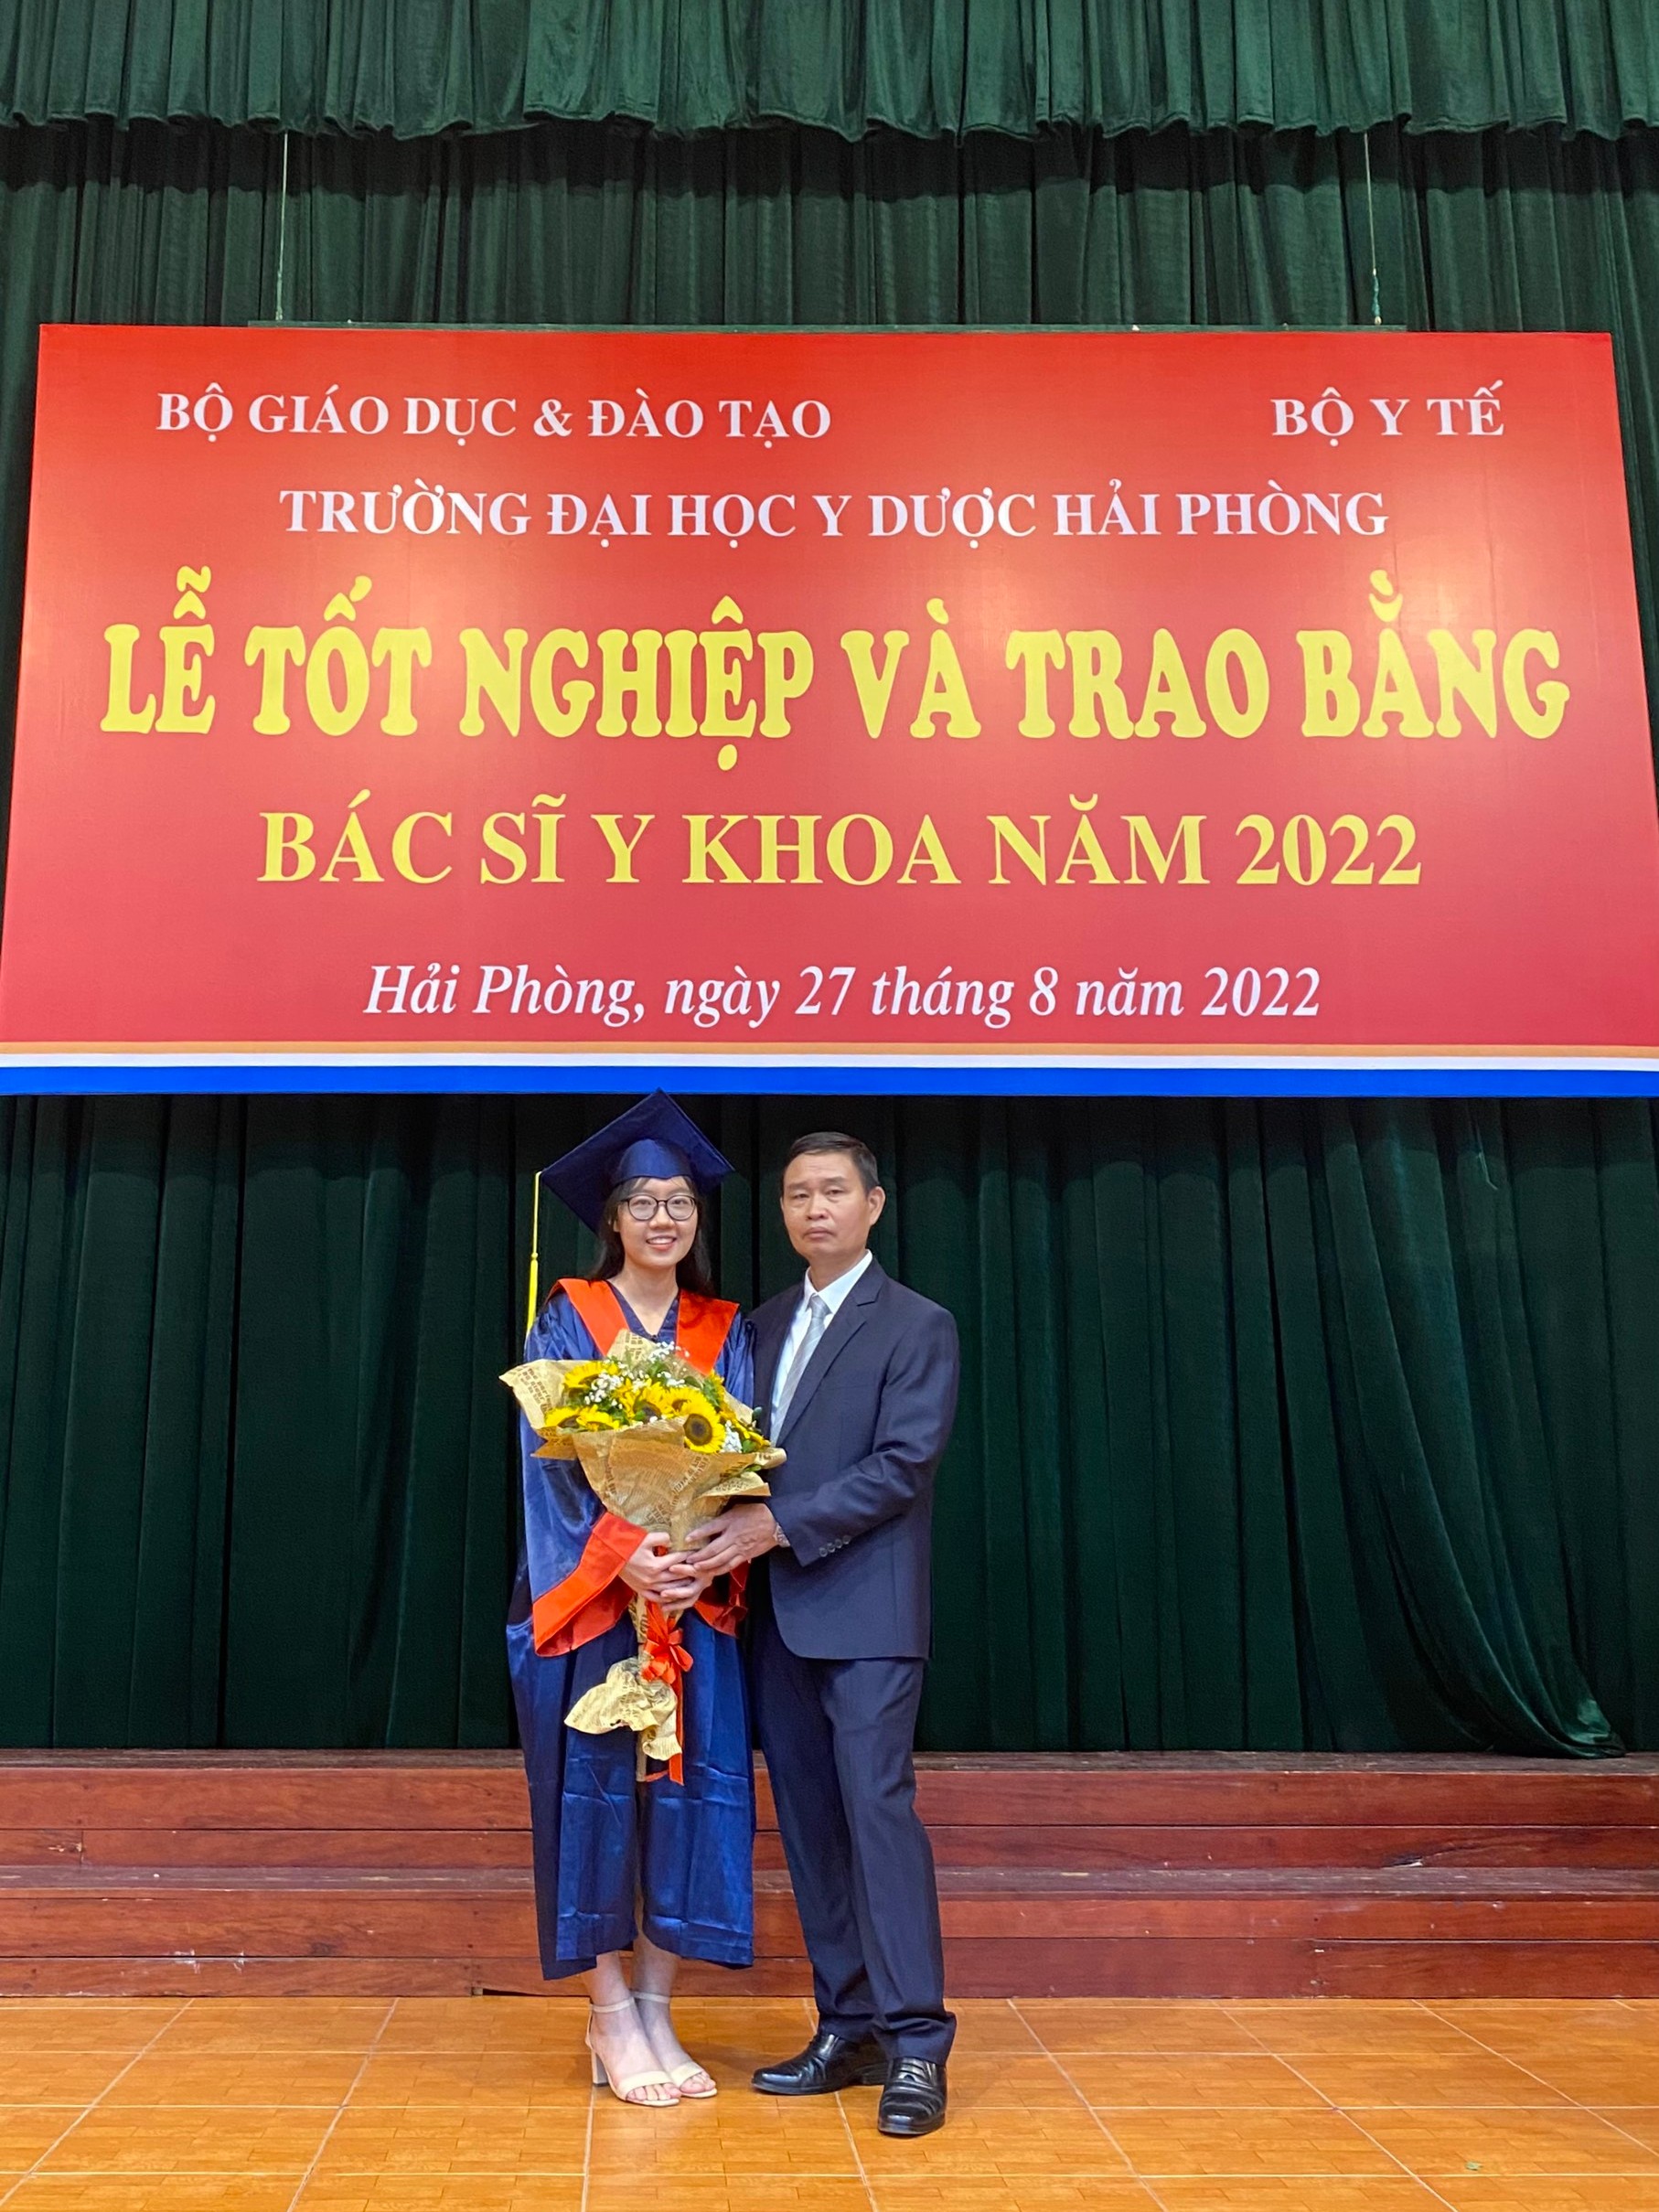 BỘ GIÁO DỤC & ĐÀO TẠO
BỘ Y TẾ
TRƯỜNG ĐẠI HỌC Y DƯỢC HẢI PHÒNG
LỄ TỐT NGHIỆP VÀ TRAO BẰNG
BÁC SĨ Y KHOA NĂM 2022
Hải Phòng, ngày 27 tháng 8 năm 2022